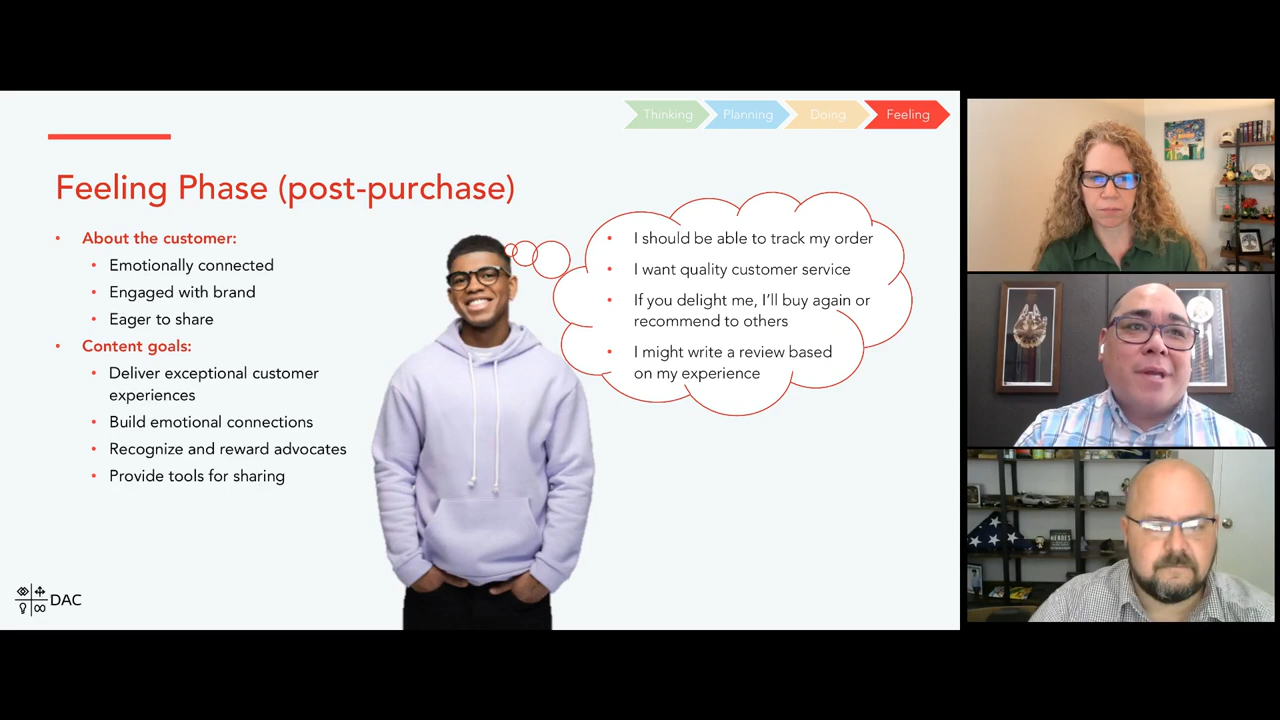 Thinking
Planning
Doing
Feeling
Feeling Phase (post-purchase)
• About the customer:
• Emotionally connected
• Engaged with brand
• Eager to share
• Content goals:
• Deliver exceptional customer
experiences
• Build emotional connections
• Recognize and reward advocates
• Provide tools for sharing
• I should be able to track my order
• I want quality customer service
• If you delight me, I’ll buy again or
recommend to others
• I might write a review based
on my experience
DAC
HEROES